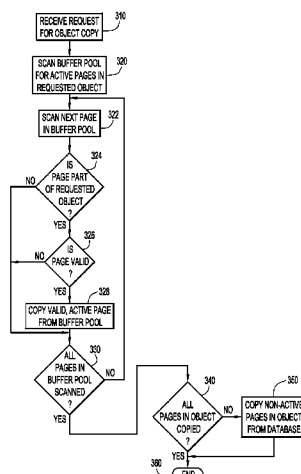 RECEIVE REQUEST
FOR OBJECT COPY
310
SCAN BUFFER POOL
FOR ACTIVE PAGES IN
REQUESTED OBJECT
320
SCAN NEXT PAGE
IN BUFFER POOL
322
IS
PAGE PART
OF REQUESTED
OBJECT
?
324
NO
YES
IS
PAGE VALID
?
326
NO
YES
COPY VALID, ACTIVE PAGE
FROM BUFFER POOL
328
ALL
PAGES IN
BUFFER POOL
SCANNED
?
330
NO
YES
ALL
PAGES IN OBJECT
COPIED
?
340
NO
YES
COPY NON-ACTIVE
PAGES IN OBJECT
FROM DATABASE
350
360
END